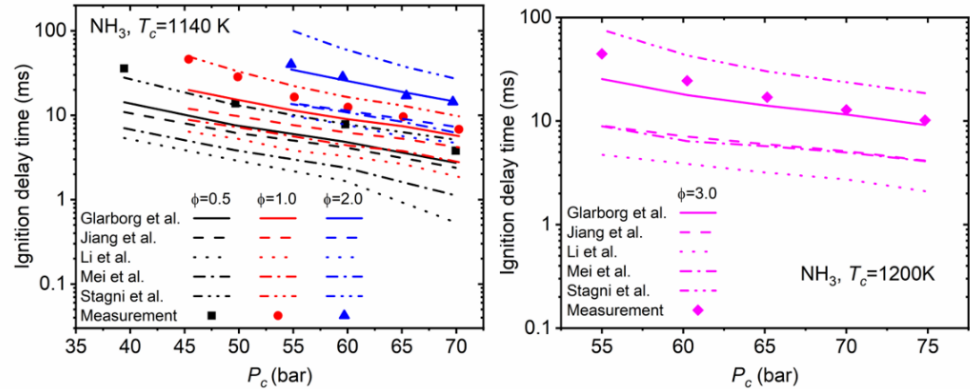 NH₃, T꜀=1140 K
Ignition delay time (ms)
100
10
1
0.1
ϕ=0.5 ϕ=1.0 ϕ=2.0
Glarborg et al.
Jiang et al.
Li et al.
Mei et al.
Stagni et al.
Measurement
35 40 45 50 55 60 65 70
P꜀ (bar)
Ignition delay time (ms)
100
10
1
0.1
ϕ=3.0
Glarborg et al.
Jiang et al.
Li et al.
Mei et al.
Stagni et al.
Measurement
NH₃, T꜀=1200K
55 60 65 70 75
P꜀ (bar)